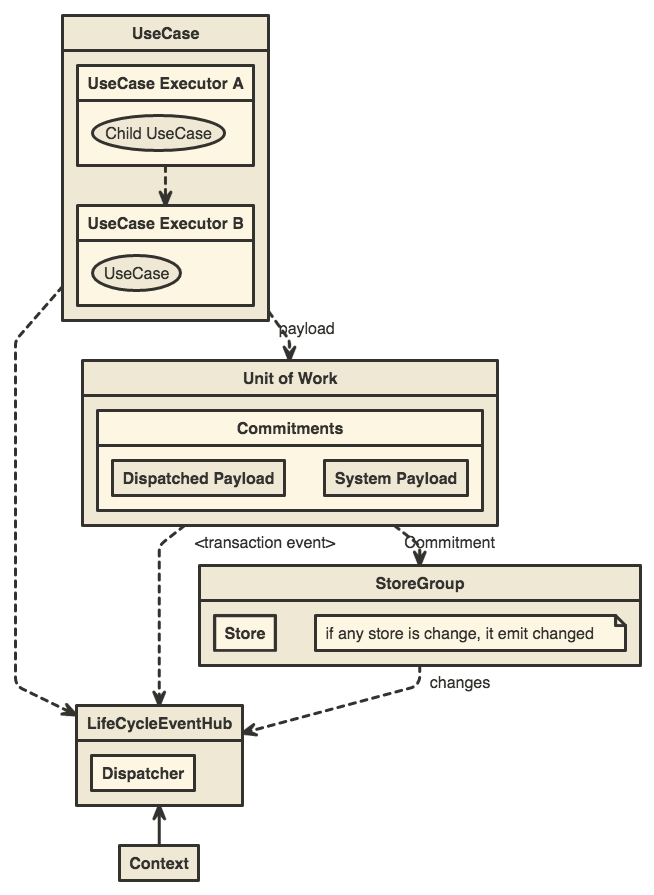 UseCase
UseCase Executor A
Child UseCase
UseCase Executor B
UseCase
payload
Unit of Work
Commitments
Dispatched Payload
System Payload
<transaction event>
Commitment
StoreGroup
Store
if any store is change, it emit changed
changes
LifeCycleEventHub
Dispatcher
Context